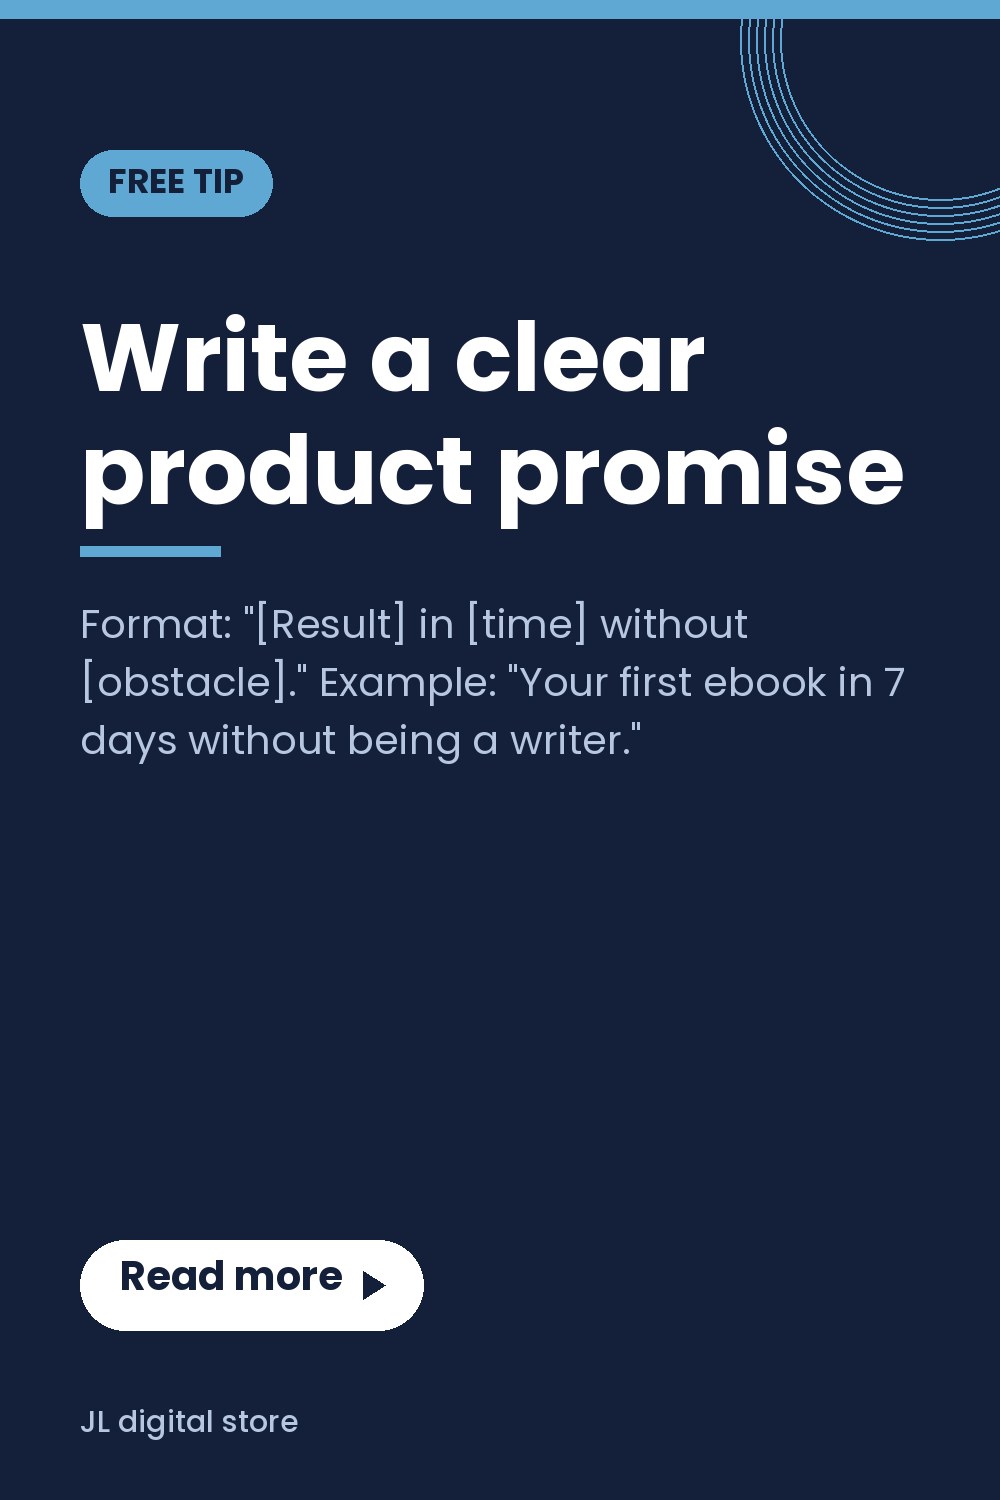 FREE TIP
Write a clear
product promise
Format: "[Result] in [time] without
[obstacle]." Example: "Your first ebook in 7
days without being a writer."
Read more
JL digital store